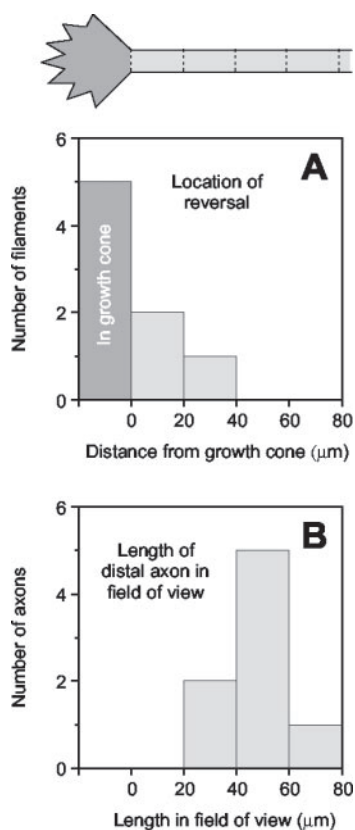 A
Location of
reversal
6
4
2
0
Number of filaments
In growth cone
0 20 40 60 80
Distance from growth cone (μm)
B
Length of
distal axon in
field of view
6
4
2
0
Number of axons
0 20 40 60 80
Length in field of view (μm)